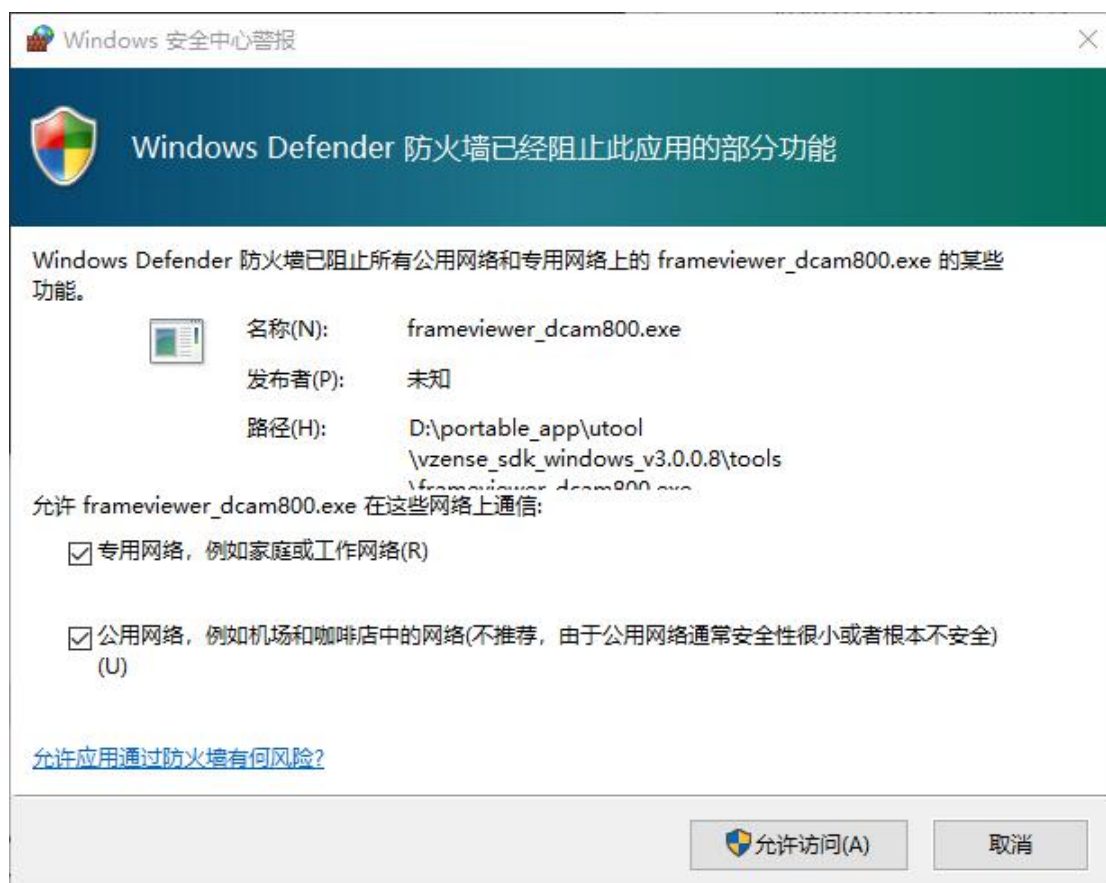 Windows 安全中心警报
Windows Defender 防火墙已经阻止此应用的部分功能
Windows Defender 防火墙已阻止所有公用网络和专用网络上的 frameviewer_dcam800.exe 的某些
功能。
名称(N): frameviewer_dcam800.exe
发布者(P): 未知
路径(H): D:\portable_app\utool
\vzense_sdk_windows_v3.0.0.8\tools
\frameviewer_dcam800.exe
允许 frameviewer_dcam800.exe 在这些网络上通信:
专用网络，例如家庭或工作网络(R)
公用网络，例如机场和咖啡店中的网络(不推荐，由于公用网络通常安全性很小或者根本不安全)
(U)
允许应用通过防火墙有何风险?
允许访问(A)
取消